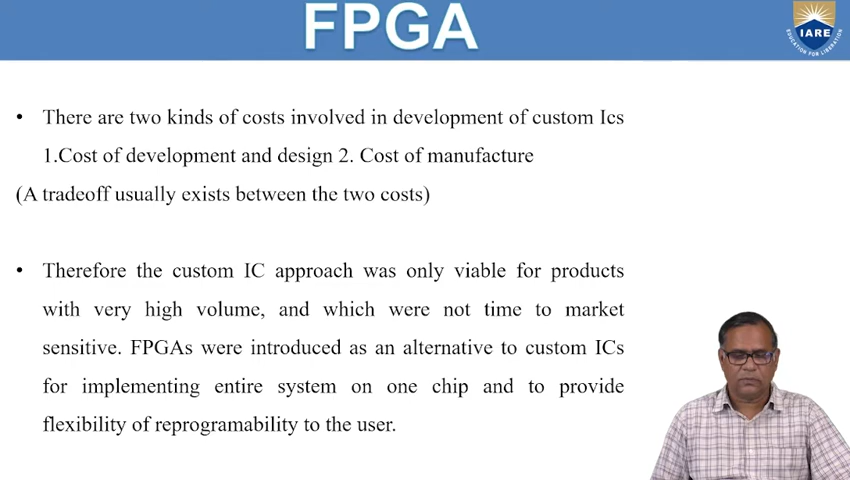 FPGA
IARE
EDUCATION FOR LIBERATION
• There are two kinds of costs involved in development of custom Ics
1.Cost of development and design 2. Cost of manufacture
(A tradeoff usually exists between the two costs)
• Therefore the custom IC approach was only viable for products
with very high volume, and which were not time to market
sensitive. FPGAs were introduced as an alternative to custom ICs
for implementing entire system on one chip and to provide
flexibility of reprogramability to the user.